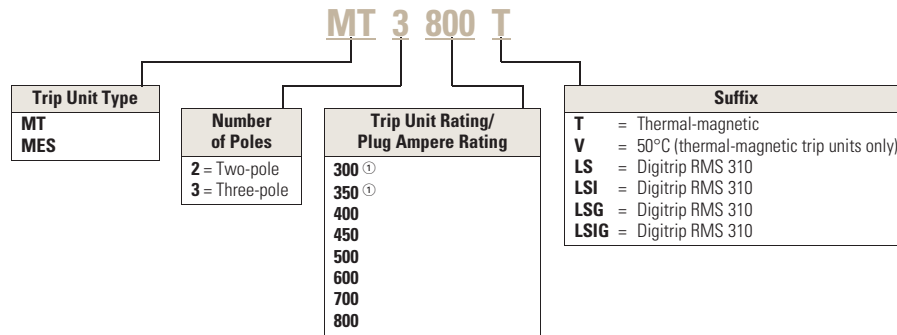 MT 3 800 T
Trip Unit Type
MT
MES
Number
of Poles
2 = Two-pole
3 = Three-pole
Trip Unit Rating/
Plug Ampere Rating
300 ①
350 ①
400
450
500
600
700
800
Suffix
T = Thermal-magnetic
V = 50°C (thermal-magnetic trip units only)
LS = Digitrip RMS 310
LSI = Digitrip RMS 310
LSG = Digitrip RMS 310
LSIG = Digitrip RMS 310